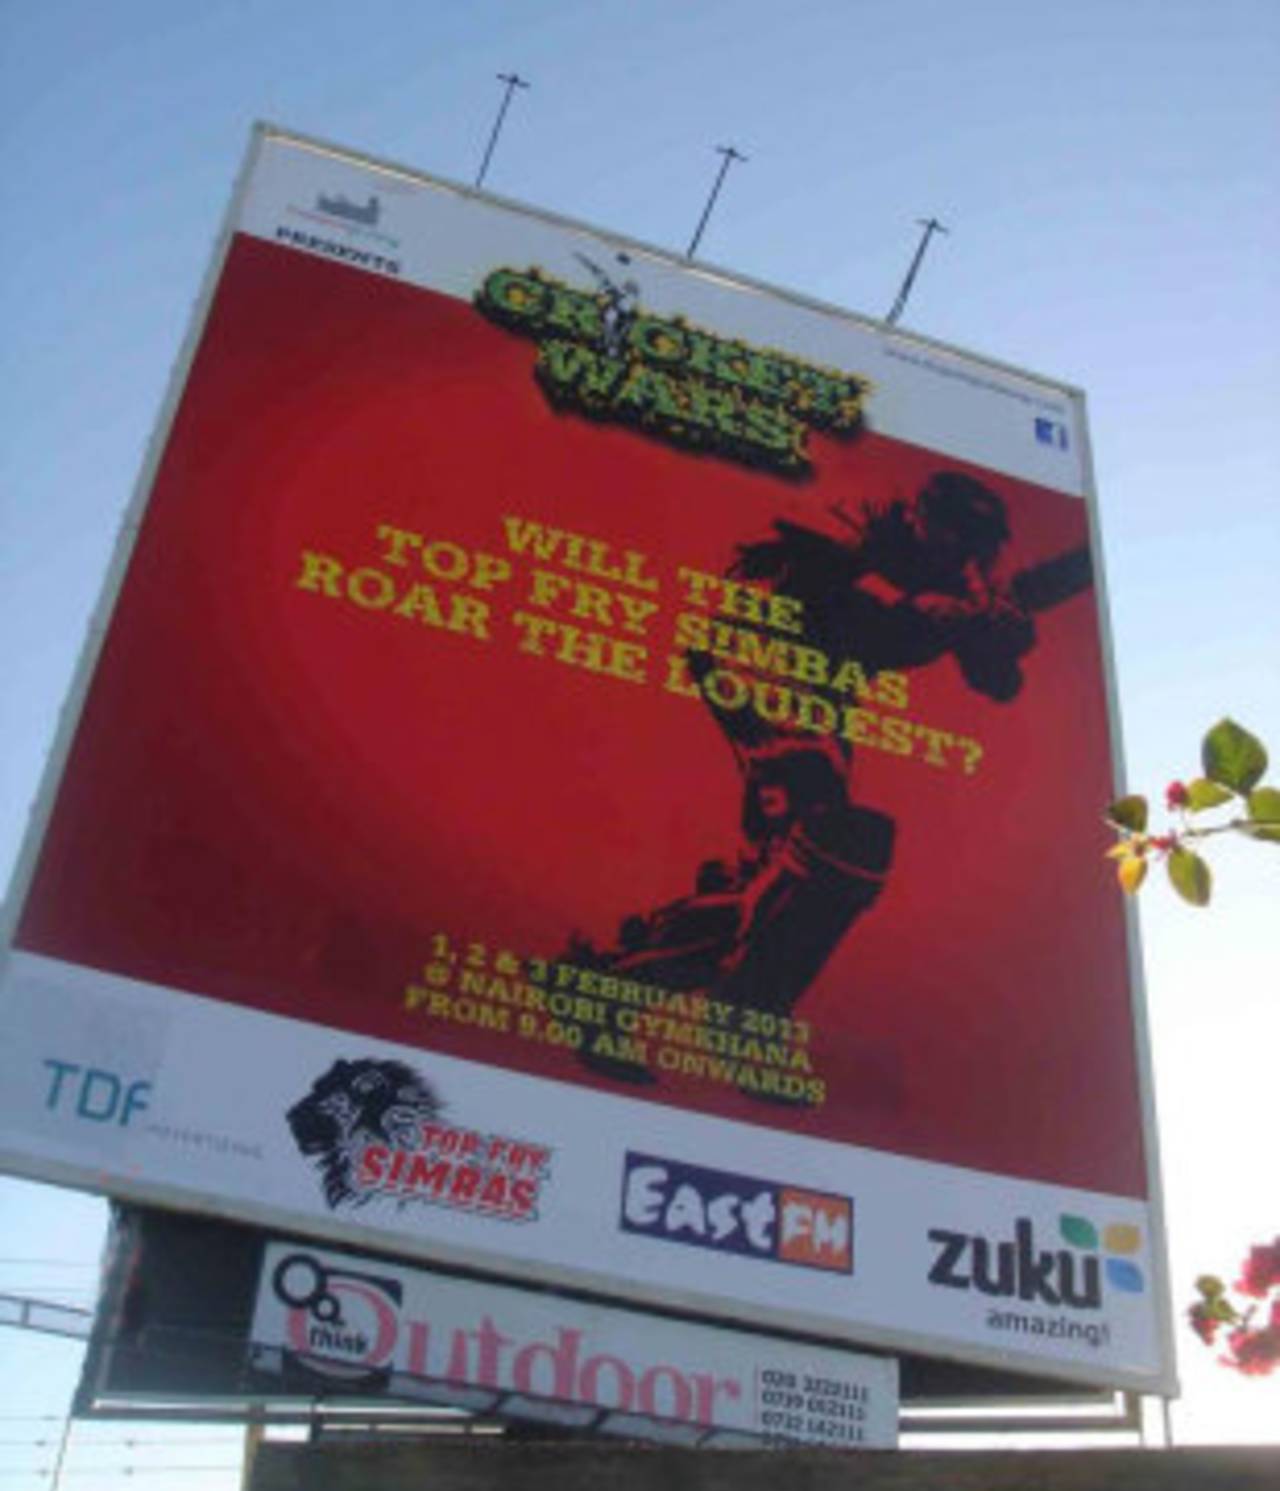 PRESENTS
CRICKET
WARS
WILL THE
TOP FRY SIMBAS
ROAR THE LOUDEST?
1, 2 & 3 FEBRUARY 2013
@ NAIROBI GYMKHANA
FROM 9.00 AM ONWARDS
TDF
ADVERTISING
TOP FRY
SIMBAS
EAST FM
zuku
amazing!
think
Outdoor